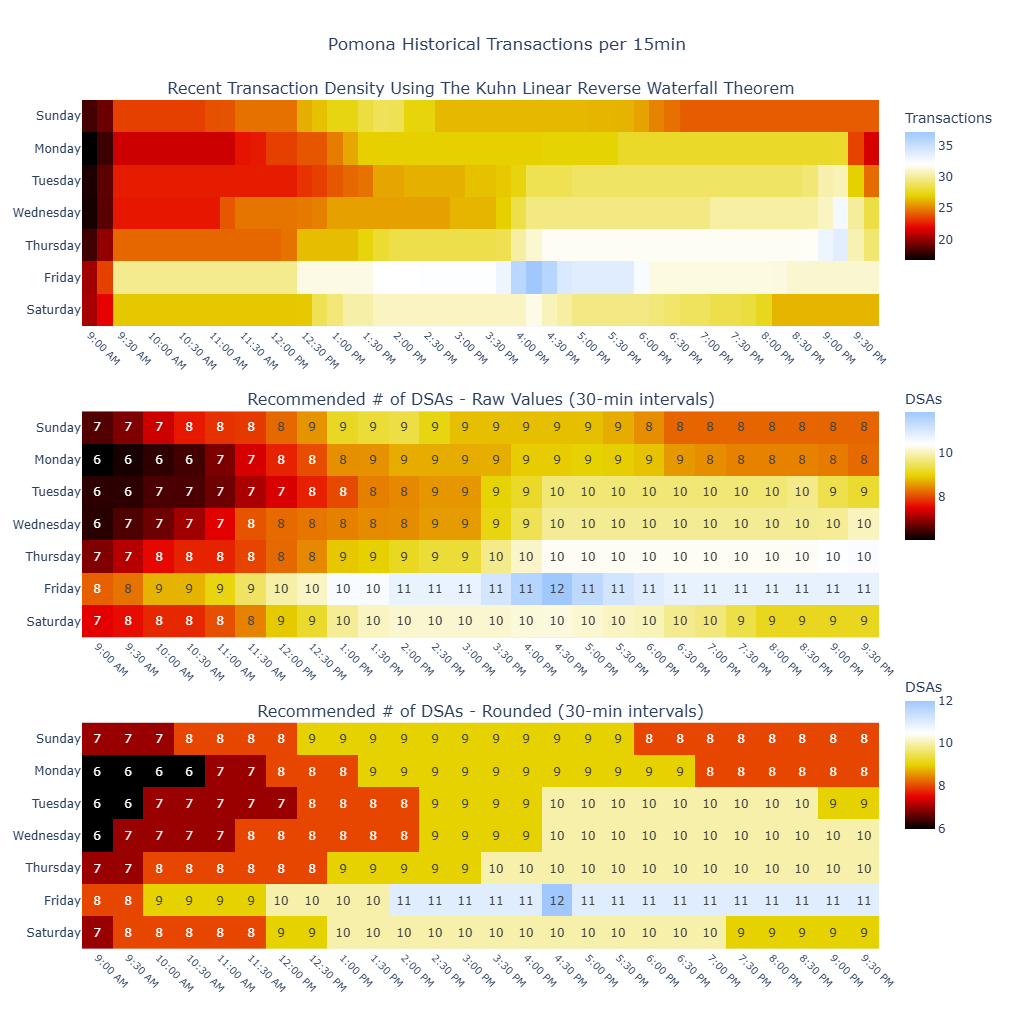 Pomona Historical Transactions per 15min
Recent Transaction Density Using The Kuhn Linear Reverse Waterfall Theorem
Sunday
Monday
Tuesday
Wednesday
Thursday
Friday
Saturday
9:00 AM 9:30 AM 10:00 AM 10:30 AM 11:00 AM 11:30 AM 12:00 PM 12:30 PM 1:00 PM 1:30 PM 2:00 PM 2:30 PM 3:00 PM 3:30 PM 4:00 PM 4:30 PM 5:00 PM 5:30 PM 6:00 PM 6:30 PM 7:00 PM 7:30 PM 8:00 PM 8:30 PM 9:00 PM 9:30 PM
Transactions
35
30
25
20
Recommended # of DSAs - Raw Values (30-min intervals)
Sunday 7 7 7 8 8 8 8 9 9 9 9 9 9 9 9 9 9 9 8 8 8 8 8 8 8 8
Monday 6 6 6 6 7 7 8 8 8 9 9 9 9 9 9 9 9 9 9 9 8 8 8 8 8 8
Tuesday 6 6 7 7 7 7 7 8 8 8 8 9 9 9 9 10 10 10 10 10 10 10 10 10 9 9
Wednesday 6 7 7 7 7 8 8 8 8 8 8 9 9 9 9 10 10 10 10 10 10 10 10 10 10 10
Thursday 7 7 8 8 8 8 8 8 9 9 9 9 9 10 10 10 10 10 10 10 10 10 10 10 10 10
Friday 8 8 9 9 9 9 10 10 10 10 11 11 11 11 11 12 11 11 11 11 11 11 11 11 11 11
Saturday 7 8 8 8 8 8 9 9 10 10 10 10 10 10 10 10 10 10 10 10 10 9 9 9 9 9
9:00 AM 9:30 AM 10:00 AM 10:30 AM 11:00 AM 11:30 AM 12:00 PM 12:30 PM 1:00 PM 1:30 PM 2:00 PM 2:30 PM 3:00 PM 3:30 PM 4:00 PM 4:30 PM 5:00 PM 5:30 PM 6:00 PM 6:30 PM 7:00 PM 7:30 PM 8:00 PM 8:30 PM 9:00 PM 9:30 PM
DSAs
10
8
Recommended # of DSAs - Rounded (30-min intervals)
Sunday 7 7 7 8 8 8 8 9 9 9 9 9 9 9 9 9 9 9 8 8 8 8 8 8 8 8
Monday 6 6 6 6 7 7 8 8 8 9 9 9 9 9 9 9 9 9 9 9 8 8 8 8 8 8
Tuesday 6 6 7 7 7 7 7 8 8 8 8 9 9 9 9 10 10 10 10 10 10 10 10 10 9 9
Wednesday 6 7 7 7 7 8 8 8 8 8 8 9 9 9 9 10 10 10 10 10 10 10 10 10 10 10
Thursday 7 7 8 8 8 8 8 8 9 9 9 9 9 10 10 10 10 10 10 10 10 10 10 10 10 10
Friday 8 8 9 9 9 9 10 10 10 10 11 11 11 11 11 12 11 11 11 11 11 11 11 11 11 11
Saturday 7 8 8 8 8 8 9 9 10 10 10 10 10 10 10 10 10 10 10 10 10 9 9 9 9 9
9:00 AM 9:30 AM 10:00 AM 10:30 AM 11:00 AM 11:30 AM 12:00 PM 12:30 PM 1:00 PM 1:30 PM 2:00 PM 2:30 PM 3:00 PM 3:30 PM 4:00 PM 4:30 PM 5:00 PM 5:30 PM 6:00 PM 6:30 PM 7:00 PM 7:30 PM 8:00 PM 8:30 PM 9:00 PM 9:30 PM
DSAs
12
10
8
6